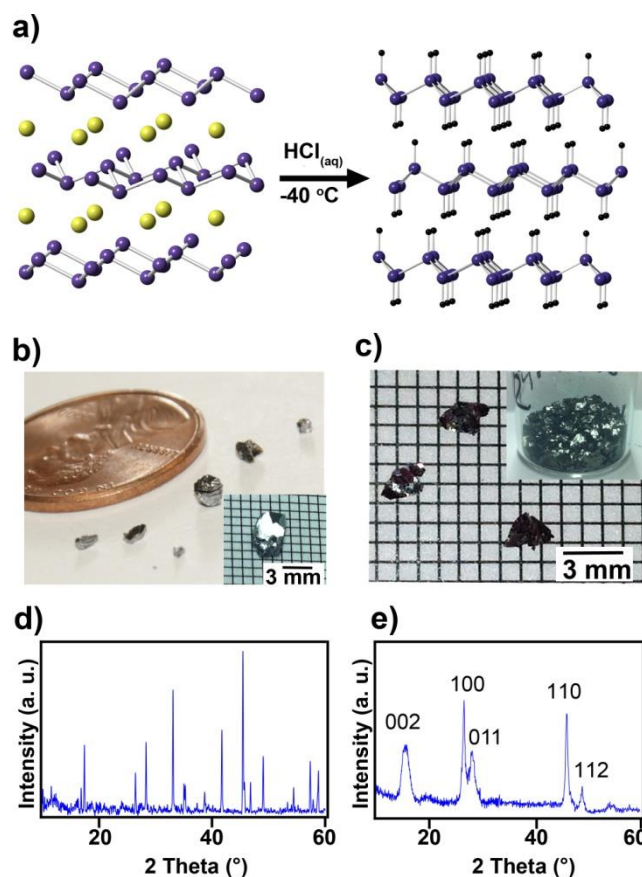 a)
HCl(aq)
-40 °C
b)
3 mm
c)
3 mm
d)
Intensity (a. u.)
20
40
60
2 Theta (°)
e)
Intensity (a. u.)
002
100
011
110
112
20
40
60
2 Theta (°)